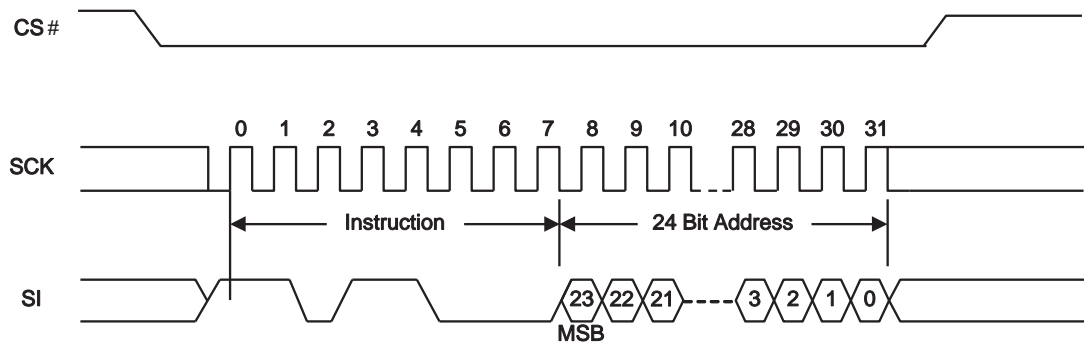 CS #
0 1 2 3 4 5 6 7 8 9 10 28 29 30 31
SCK
Instruction 24 Bit Address
SI 23 22 21 3 2 1 0
MSB